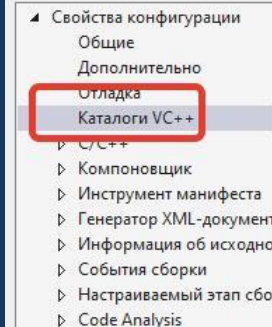 Свойства конфигурации
Общие
Дополнительно
Отладка
Каталоги VC++
C/C++
Компоновщик
Инструмент манифеста
Генератор XML-документ
Информация об исходно
События сборки
Настраиваемый этап сбо
Code Analysis